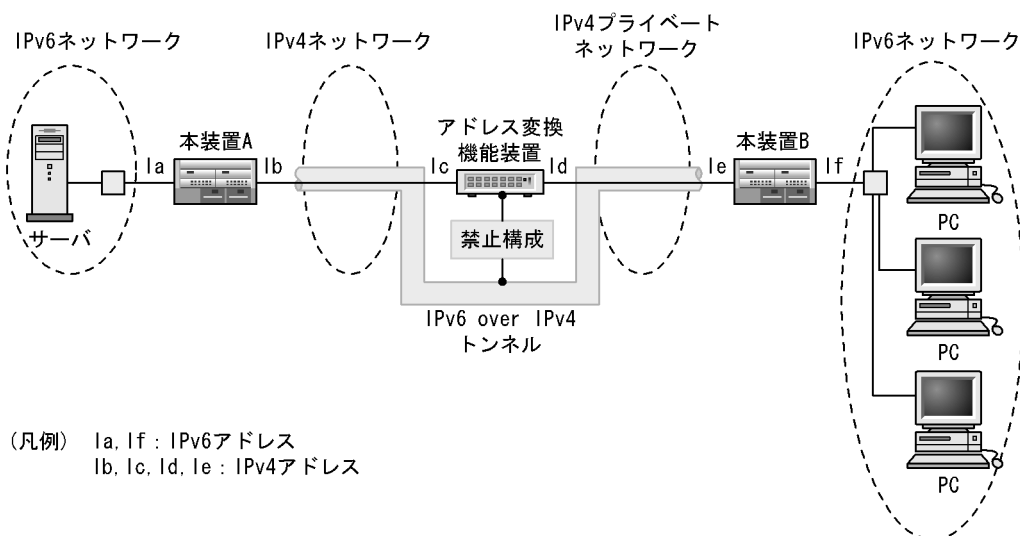 IPv6ネットワーク
IPv4ネットワーク
IPv4プライベート
ネットワーク
IPv6ネットワーク
サーバ
Ia
本装置A
Ib
Ic
アドレス変換
機能装置
Id
Ie
本装置B
If
禁止構成
IPv6 over IPv4
トンネル
PC
PC
PC
(凡例) Ia, If : IPv6アドレス
Ib, Ic, Id, Ie : IPv4アドレス